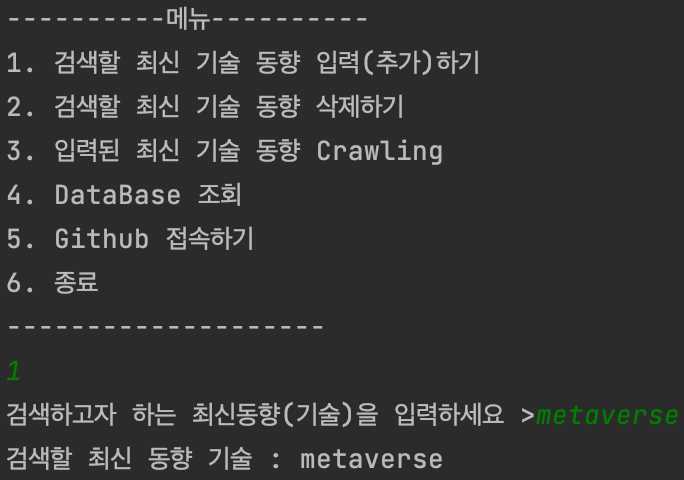 ----------메뉴----------
1. 검색할 최신 기술 동향 입력(추가)하기
2. 검색할 최신 기술 동향 삭제하기
3. 입력된 최신 기술 동향 Crawling
4. DataBase 조회
5. Github 접속하기
6. 종료
--------------------
1
검색하고자 하는 최신동향(기술)을 입력하세요 >metaverse
검색할 최신 동향 기술 : metaverse